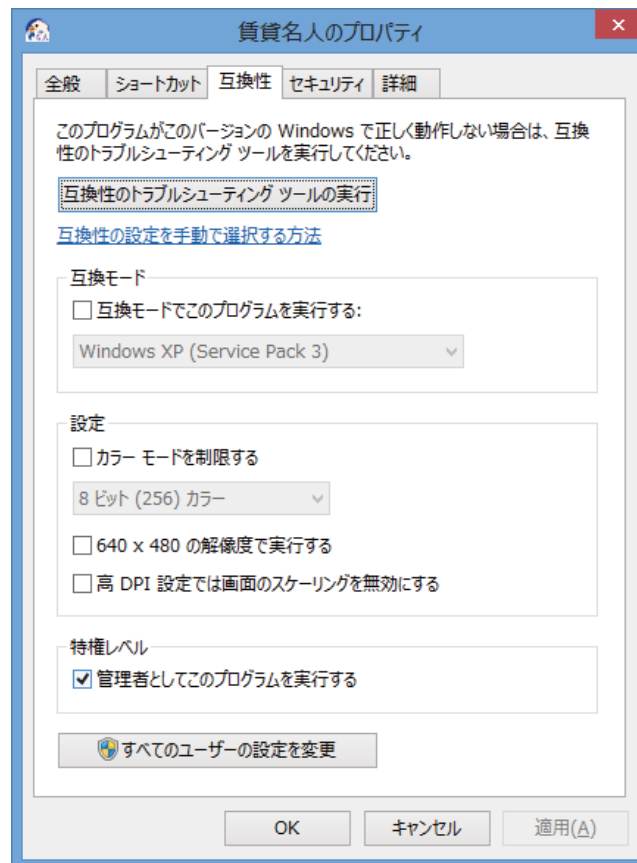 賃貸名人のプロパティ
全般 ショートカット 互換性 セキュリティ 詳細
このプログラムがこのバージョンの Windows で正しく動作しない場合は、互換
性のトラブルシューティング ツールを実行してください。
互換性のトラブルシューティング ツールの実行
互換性の設定を手動で選択する方法
互換モード
互換モードでこのプログラムを実行する:
Windows XP (Service Pack 3)
設定
カラー モードを制限する
8 ビット (256) カラー
640 x 480 の解像度で実行する
高 DPI 設定では画面のスケーリングを無効にする
特権レベル
管理者としてこのプログラムを実行する
すべてのユーザーの設定を変更
OK キャンセル 適用(A)